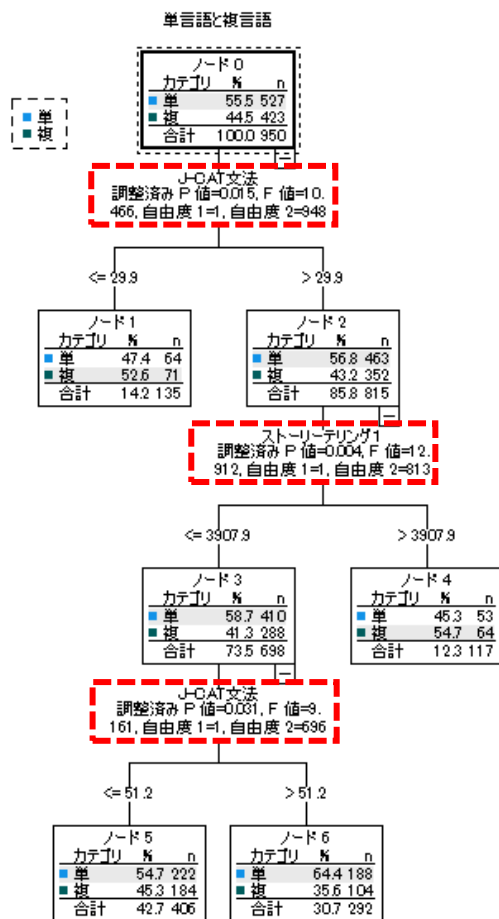 単言語と複言語
単
複
ノード 0
カテゴリ % n
単 55.5 527
複 44.5 423
合計 100.0 950
J-CAT文法
調整済み P 値=0.015, F 値=10.
466, 自由度 1=1, 自由度 2=948
<= 29.9
> 29.9
ノード 1
カテゴリ % n
単 47.4 64
複 52.6 71
合計 14.2 135
ノード 2
カテゴリ % n
単 56.8 463
複 43.2 352
合計 85.8 815
ストーリーテリング1
調整済み P 値=0.004, F 値=12.
912, 自由度 1=1, 自由度 2=813
<= 3907.9
> 3907.9
ノード 3
カテゴリ % n
単 58.7 410
複 41.3 288
合計 73.5 698
ノード 4
カテゴリ % n
単 45.3 53
複 54.7 64
合計 12.3 117
J-CAT文法
調整済み P 値=0.031, F 値=9.
161, 自由度 1=1, 自由度 2=696
<= 51.2
> 51.2
ノード 5
カテゴリ % n
単 54.7 222
複 45.3 184
合計 42.7 406
ノード 6
カテゴリ % n
単 64.4 188
複 35.6 104
合計 30.7 292